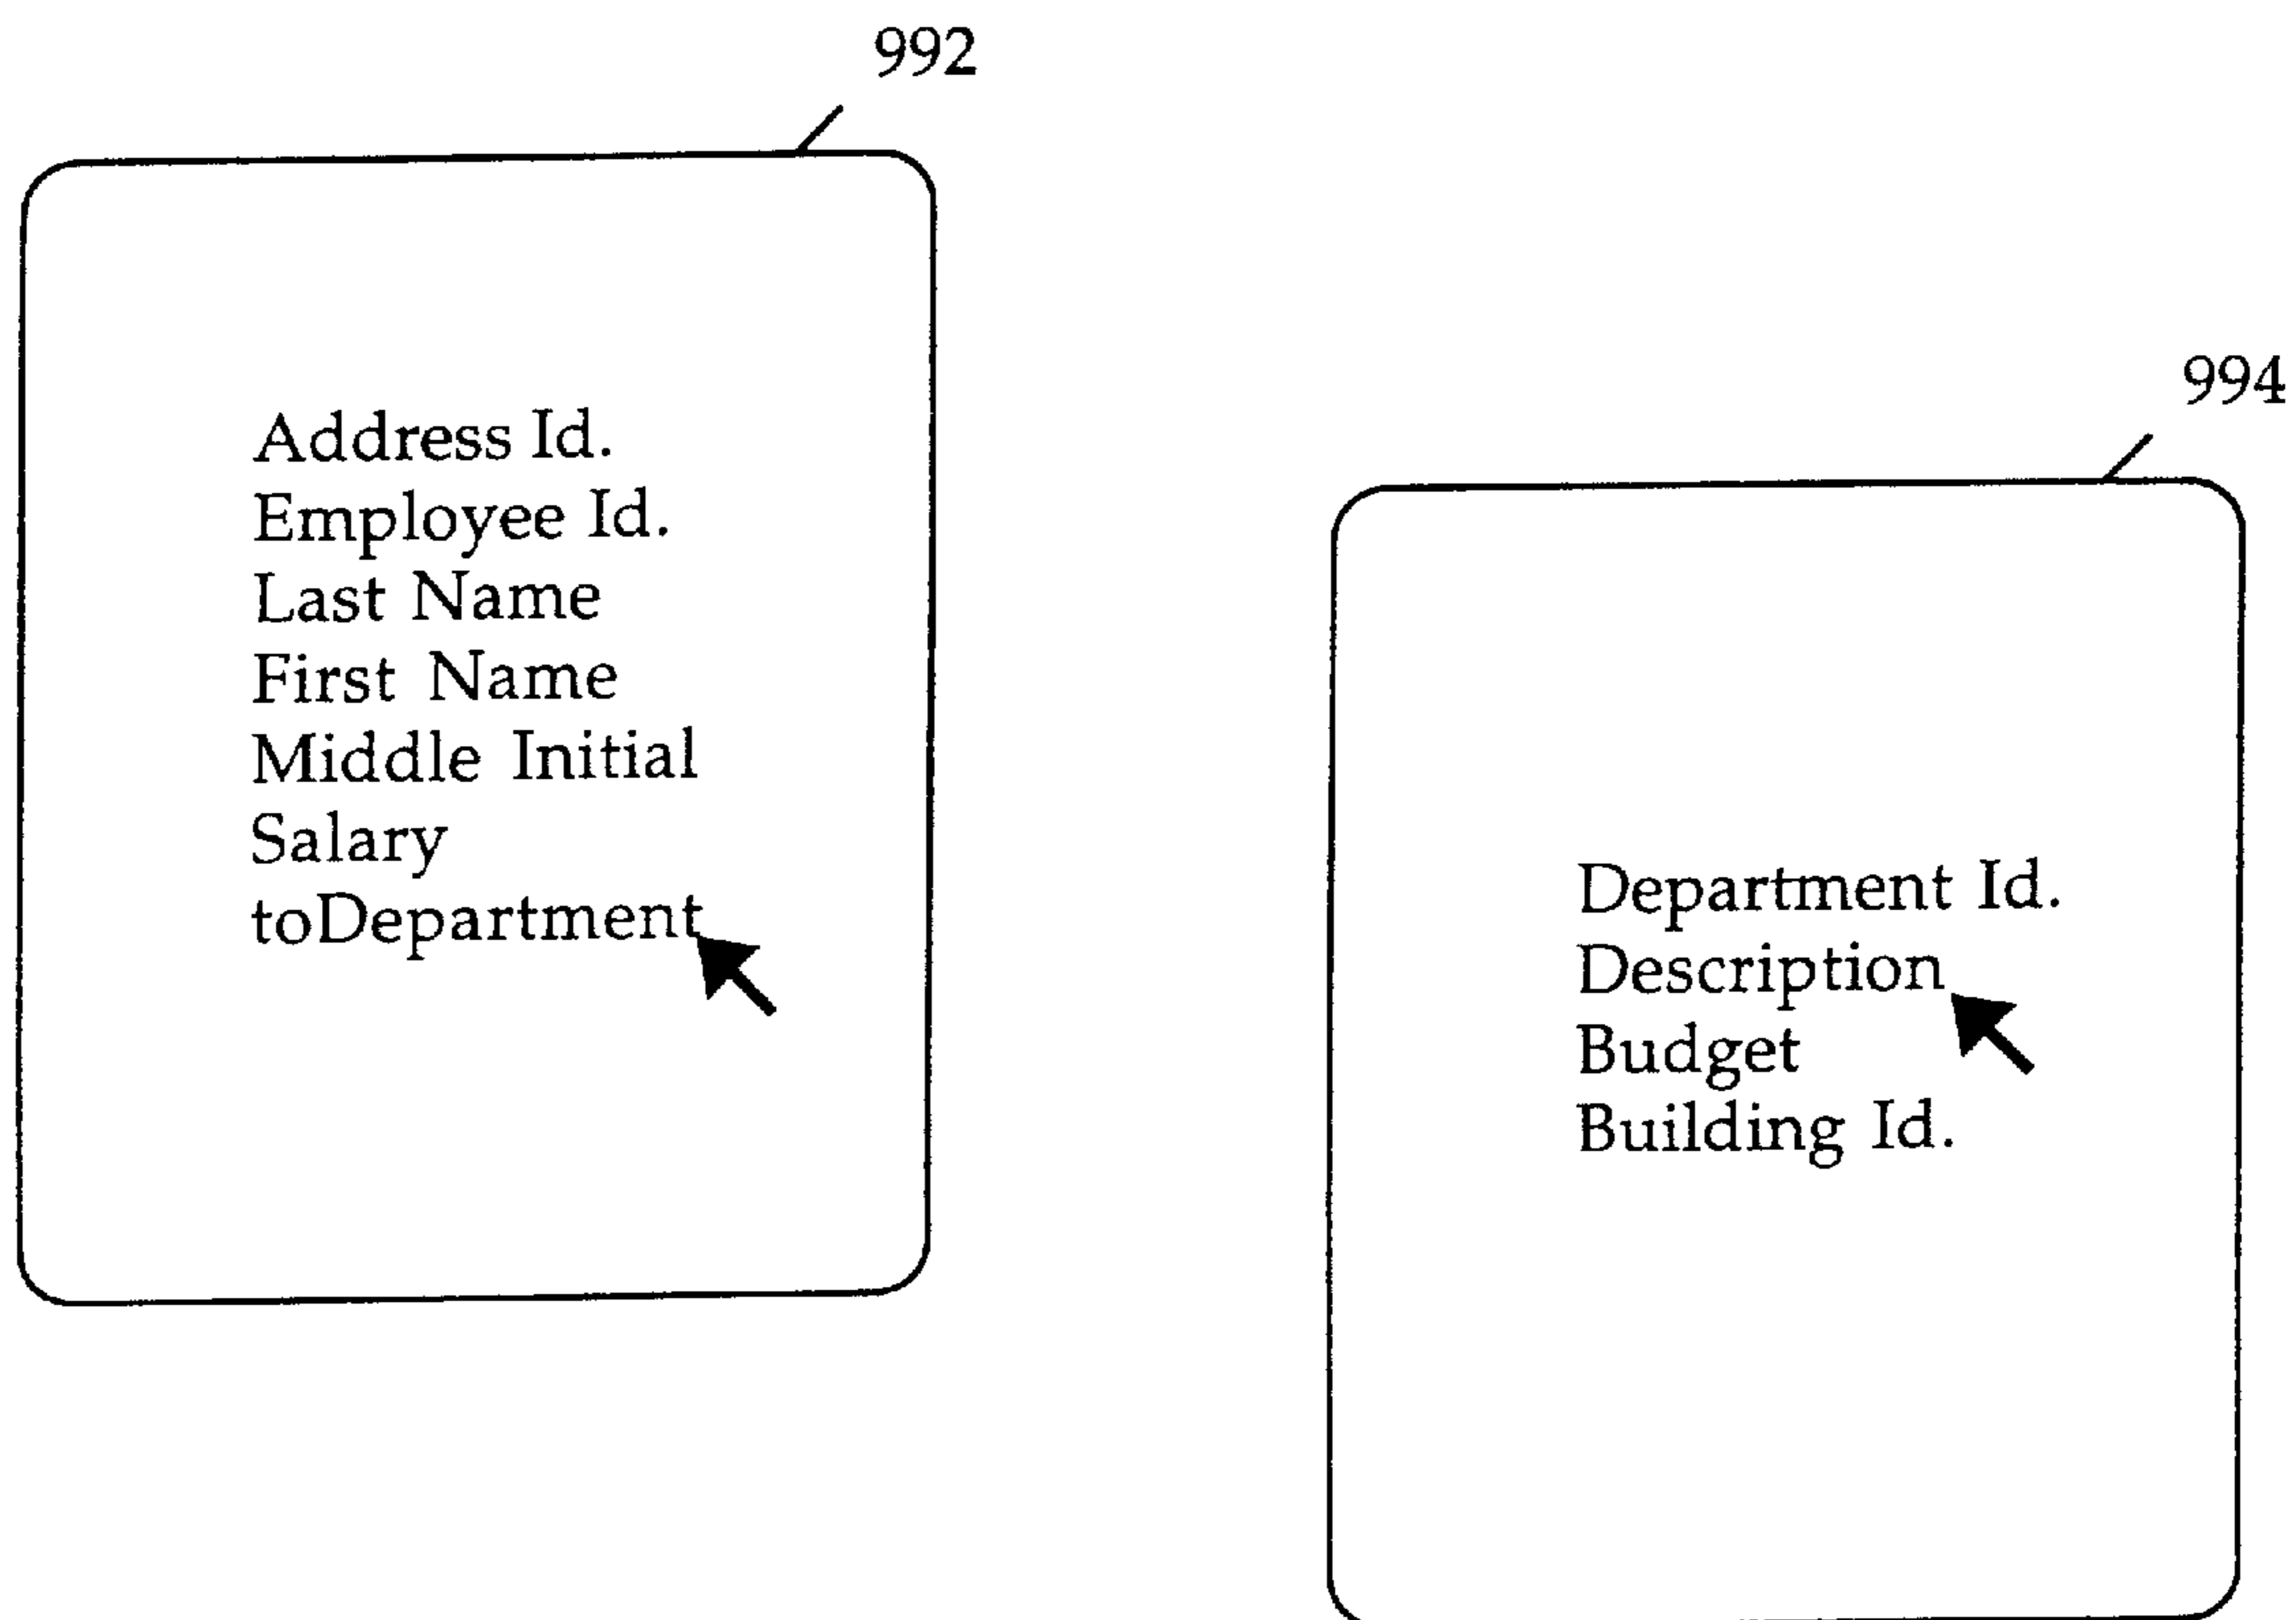 992
Address Id.
Employee Id.
Last Name
First Name
Middle Initial
Salary
toDepartment
994
Department Id.
Description
Budget
Building Id.